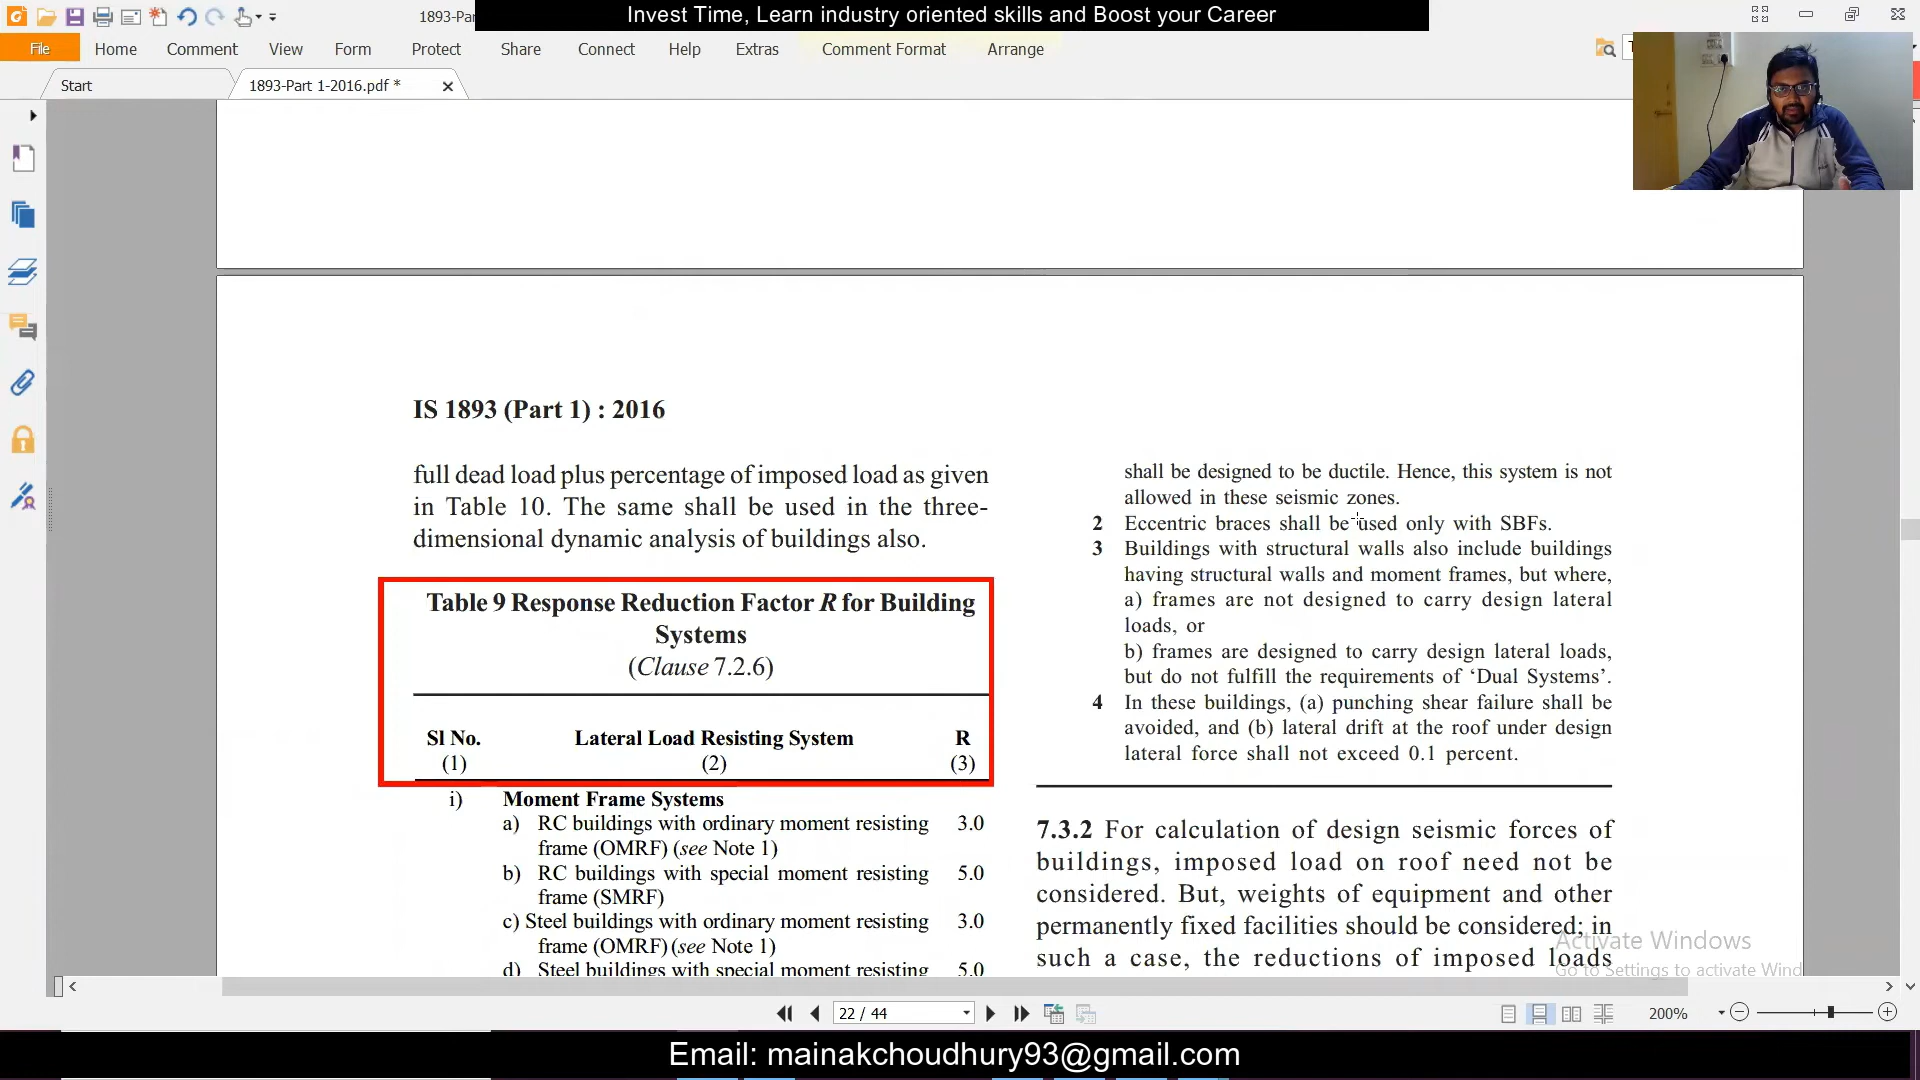 1893-Par
Invest Time, Learn industry oriented skills and Boost your Career
File
Home
Comment
View
Form
Protect
Share
Connect
Help
Extras
Comment Format
Arrange
Start
1893-Part 1-2016.pdf *
IS 1893 (Part 1) : 2016
full dead load plus percentage of imposed load as given
in Table 10. The same shall be used in the three-
dimensional dynamic analysis of buildings also.
Table 9 Response Reduction Factor R for Building
Systems
(Clause 7.2.6)
Sl No. Lateral Load Resisting System R
(1) (2) (3)
i) Moment Frame Systems
a) RC buildings with ordinary moment resisting 3.0
frame (OMRF) (see Note 1)
b) RC buildings with special moment resisting 5.0
frame (SMRF)
c) Steel buildings with ordinary moment resisting 3.0
frame (OMRF) (see Note 1)
d) Steel buildings with special moment resisting 5.0
shall be designed to be ductile. Hence, this system is not
allowed in these seismic zones.
2 Eccentric braces shall be used only with SBFs.
3 Buildings with structural walls also include buildings
having structural walls and moment frames, but where,
a) frames are not designed to carry design lateral
loads, or
b) frames are designed to carry design lateral loads,
but do not fulfill the requirements of ‘Dual Systems’.
4 In these buildings, (a) punching shear failure shall be
avoided, and (b) lateral drift at the roof under design
lateral force shall not exceed 0.1 percent.
7.3.2 For calculation of design seismic forces of
buildings, imposed load on roof need not be
considered. But, weights of equipment and other
permanently fixed facilities should be considered; in
such a case, the reductions of imposed loads
Activate Windows
Go to Settings to activate Wind
22 / 44
200%
Email: mainakchoudhury93@gmail.com